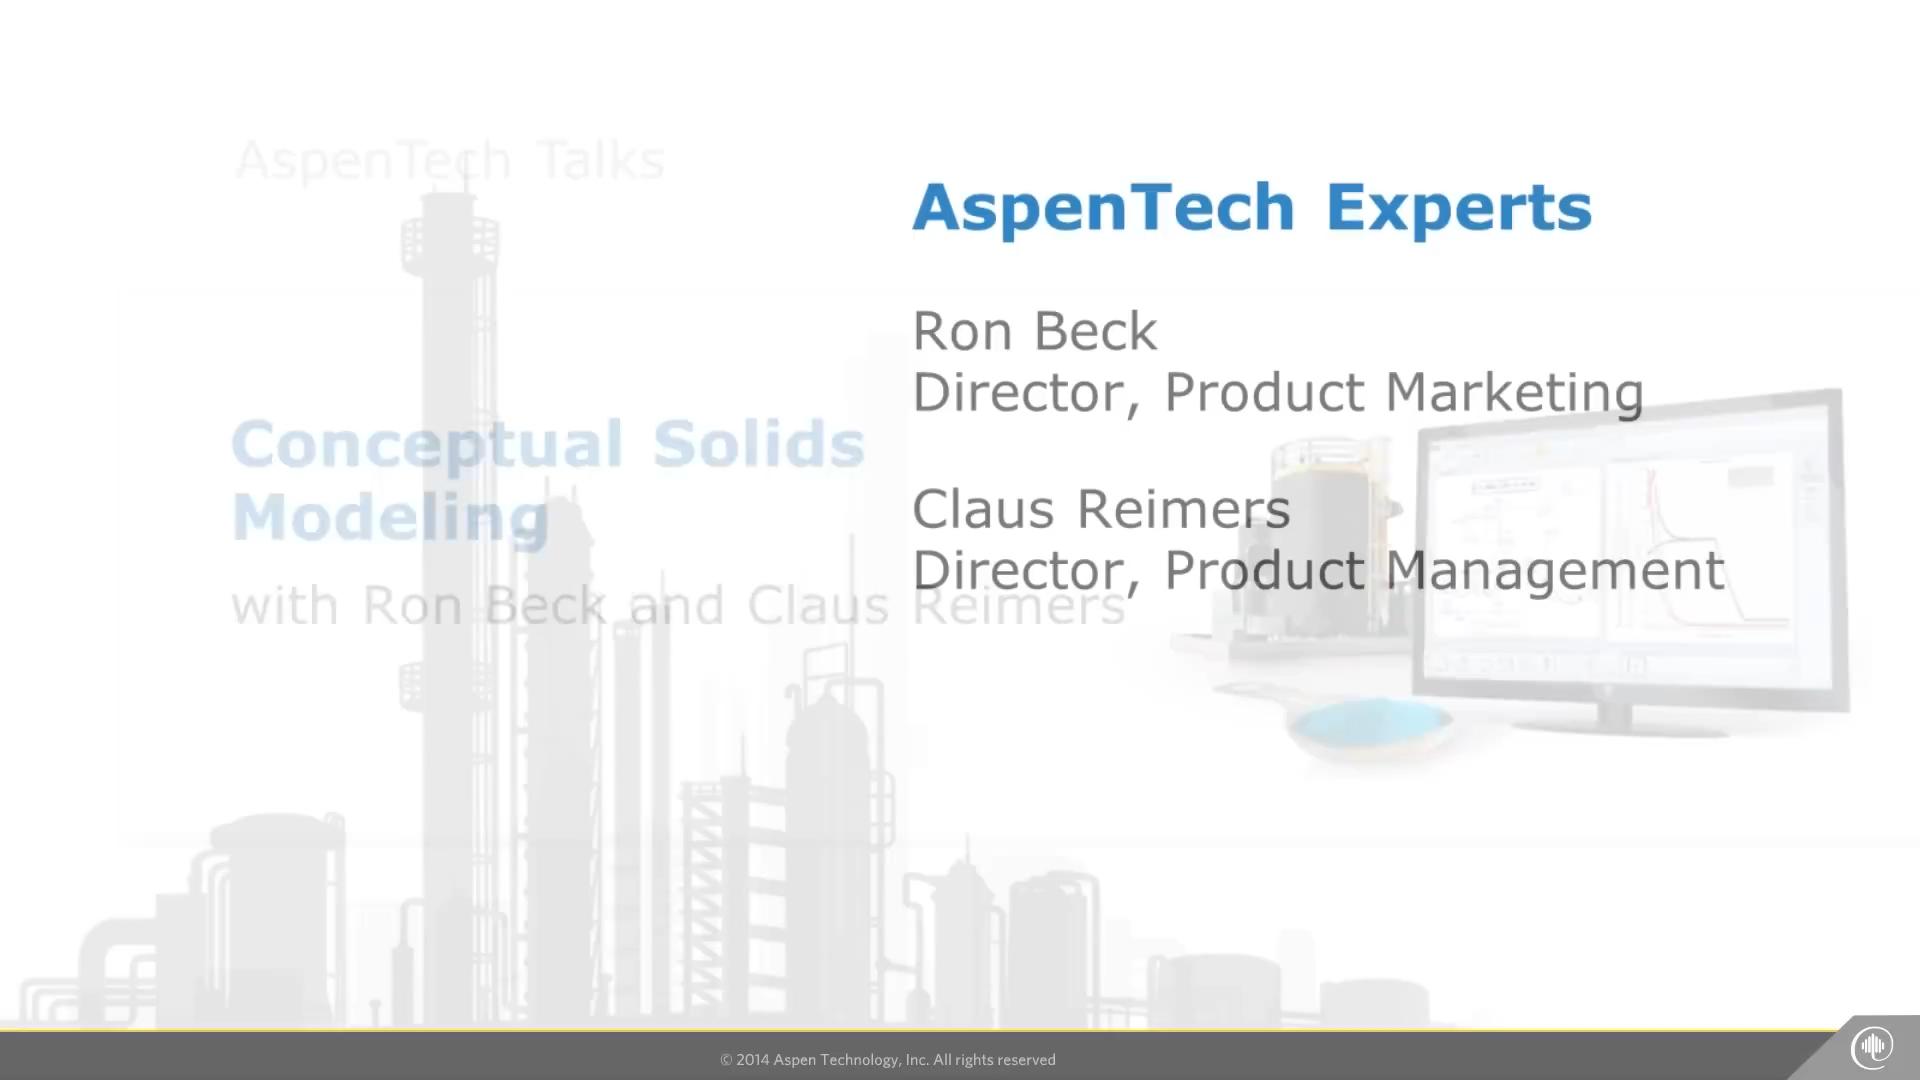 AspenTech Talks
Conceptual Solids
Modeling
with Ron Beck and Claus Reimers
AspenTech Experts
Ron Beck
Director, Product Marketing
Claus Reimers
Director, Product Management
© 2014 Aspen Technology, Inc. All rights reserved